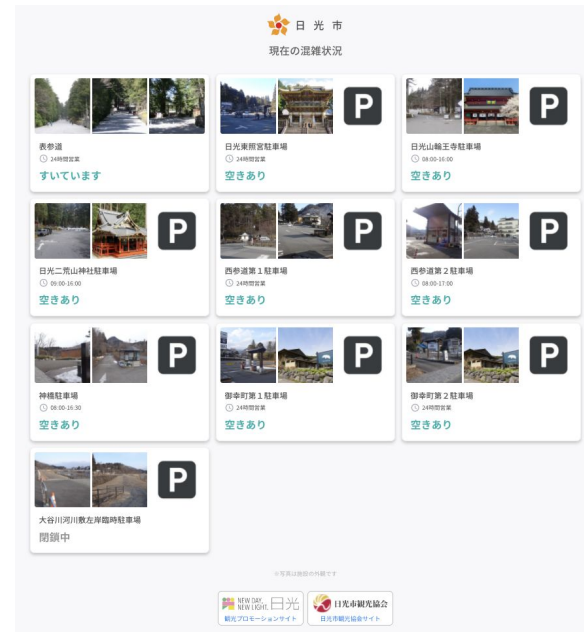 日光市
現在の混雑状況
表参道
24時間営業
すいています
P
日光東照宮駐車場
24時間営業
空きあり
P
日光山輪王寺駐車場
08:00-16:00
空きあり
P
日光二荒山神社駐車場
09:00-16:00
空きあり
P
西参道第1駐車場
24時間営業
空きあり
P
西参道第2駐車場
08:00-17:00
空きあり
P
神橋駐車場
08:00-16:30
空きあり
P
御幸町第1駐車場
24時間営業
空きあり
P
御幸町第2駐車場
24時間営業
空きあり
P
大谷川河川敷左岸臨時駐車場
閉鎖中
※写真は施設の外観です
NEW DAY,
NEW LIGHT. 日光
観光プロモーションサイト
日光市観光協会
日光市観光協会サイト